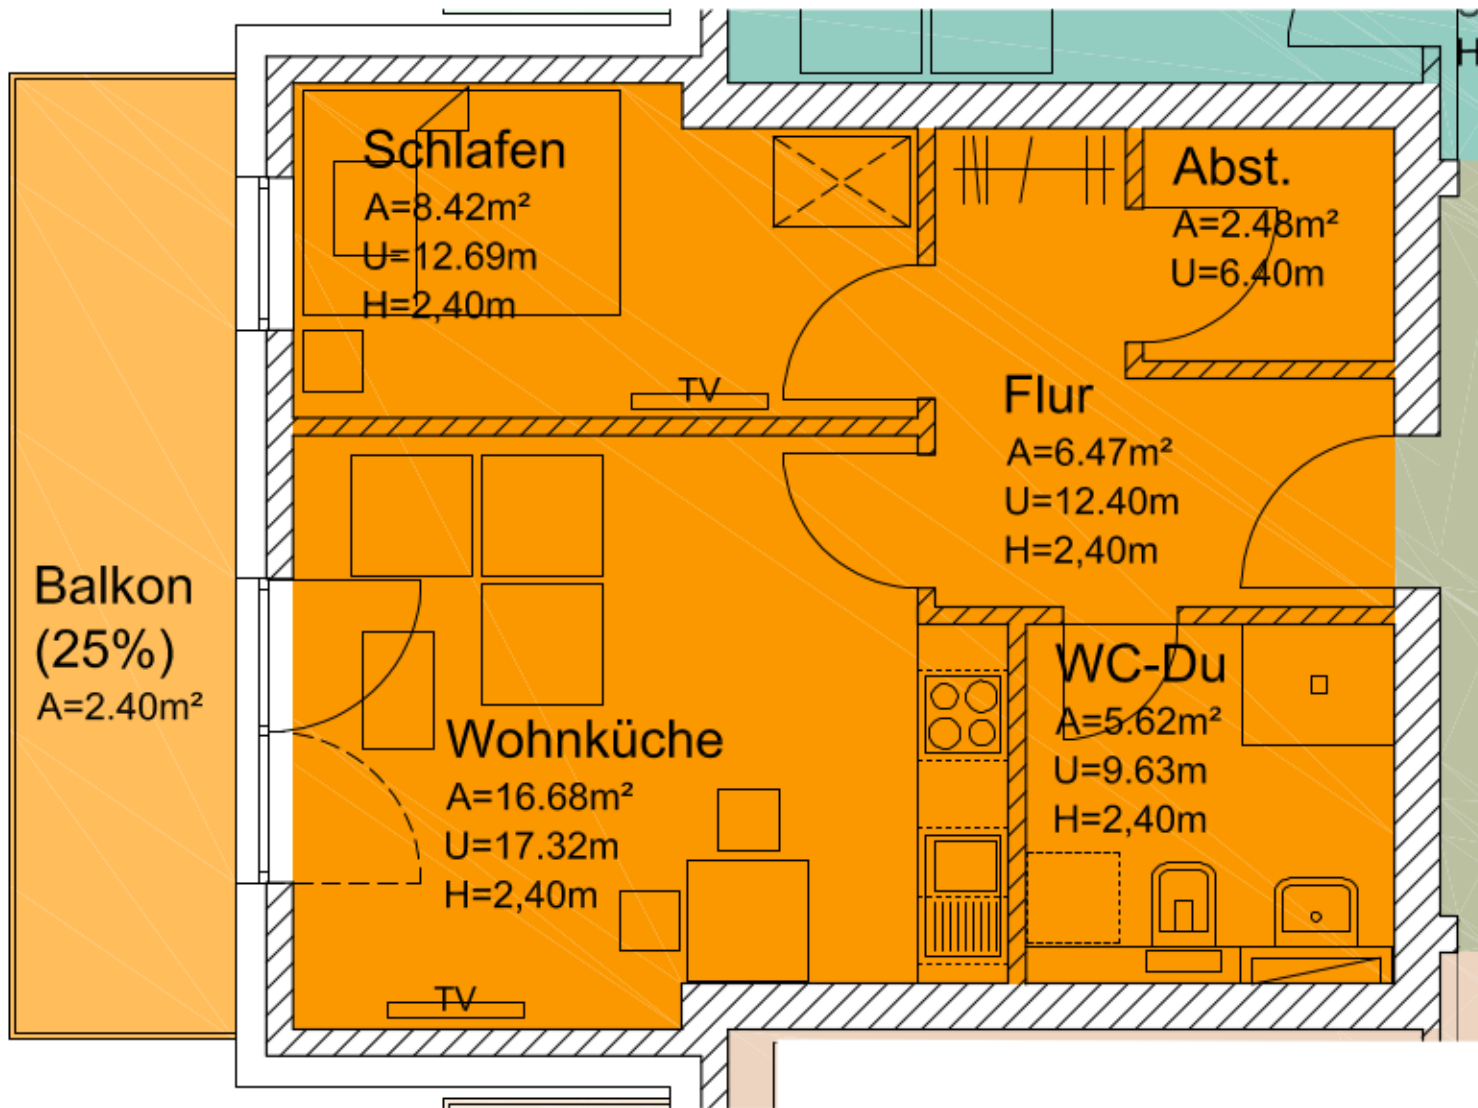 Schlafen
A=8.42m²
U=12.69m
H=2,40m
TV
Abst.
A=2.48m²
U=6.40m
Flur
A=6.47m²
U=12.40m
H=2,40m
Balkon
(25%)
A=2.40m²
Wohnküche
A=16.68m²
U=17.32m
H=2,40m
TV
WC-Du
A=5.62m²
U=9.63m
H=2,40m
H